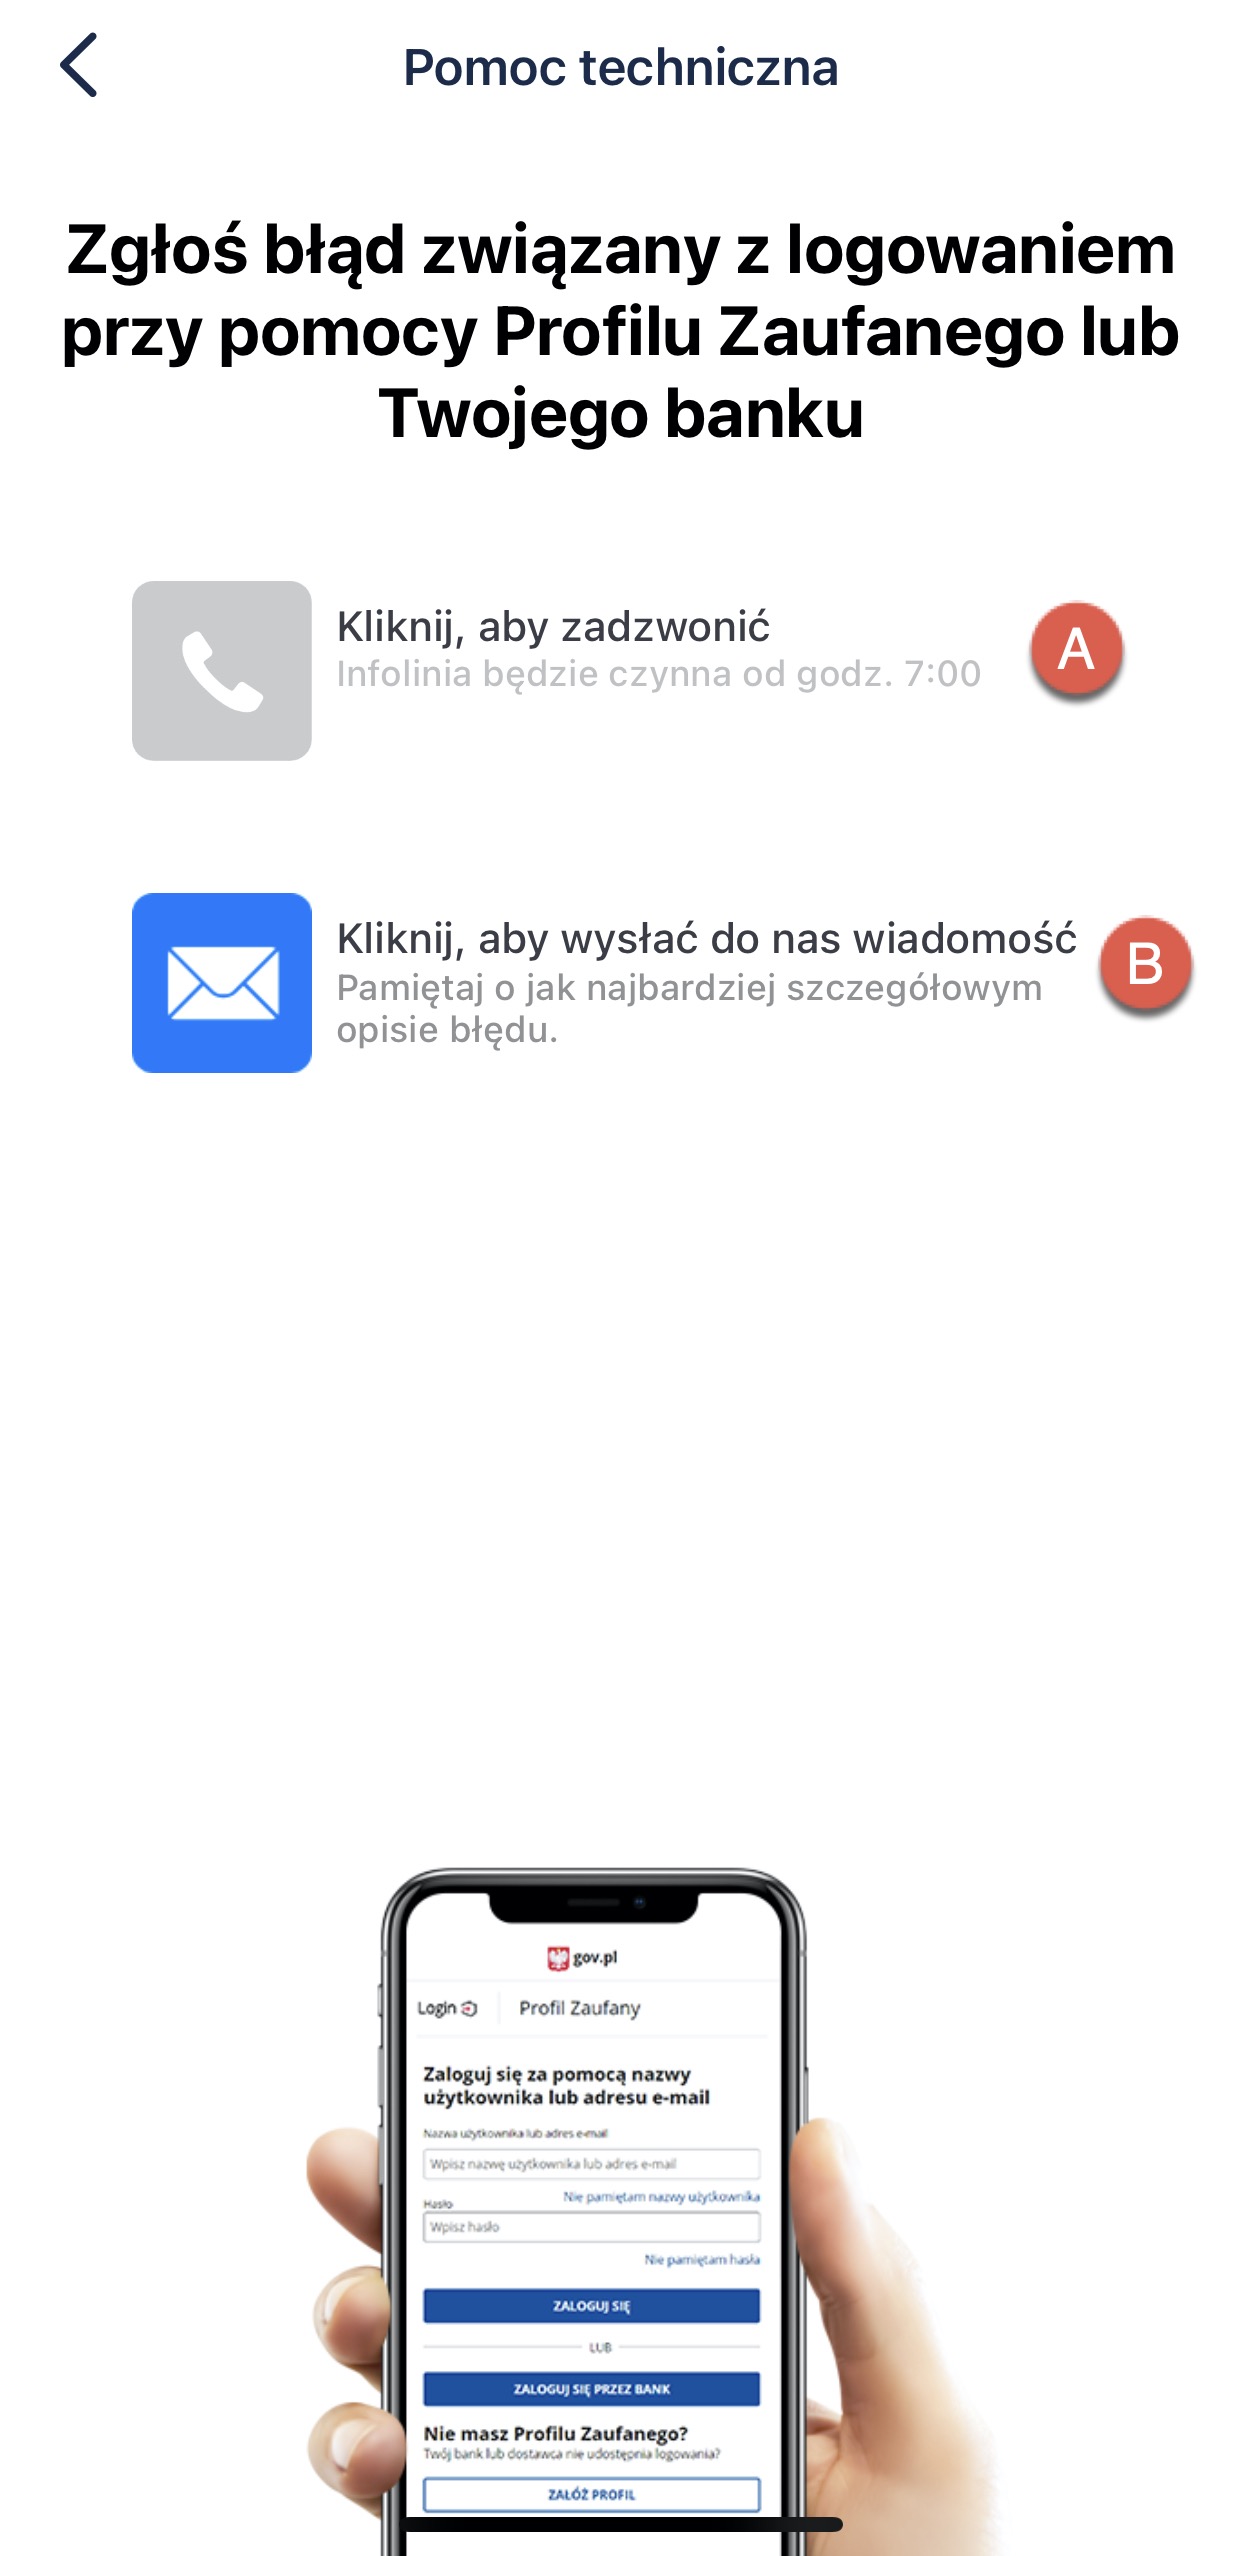 Pomoc techniczna
Zgłoś błąd związany z logowaniem
przy pomocy Profilu Zaufanego lub
Twojego banku
Kliknij, aby zadzwonić
Infolinia będzie czynna od godz. 7:00
A
Kliknij, aby wysłać do nas wiadomość
Pamiętaj o jak najbardziej szczegółowym
opisie błędu.
B
gov.pl
Login Profil Zaufany
Zaloguj się za pomocą nazwy
użytkownika lub adresu e-mail
Nazwa użytkownika lub adres e-mail
Wpisz nazwę użytkownika lub adres e-mail
Nie pamiętam nazwy użytkownika
Hasło
Wpisz hasło
Nie pamiętam hasła
ZALOGUJ SIĘ
LUB
ZALOGUJ SIĘ PRZEZ BANK
Nie masz Profilu Zaufanego?
Twój bank lub dostawca nie udostępnia logowania?
ZAŁÓŻ PROFIL